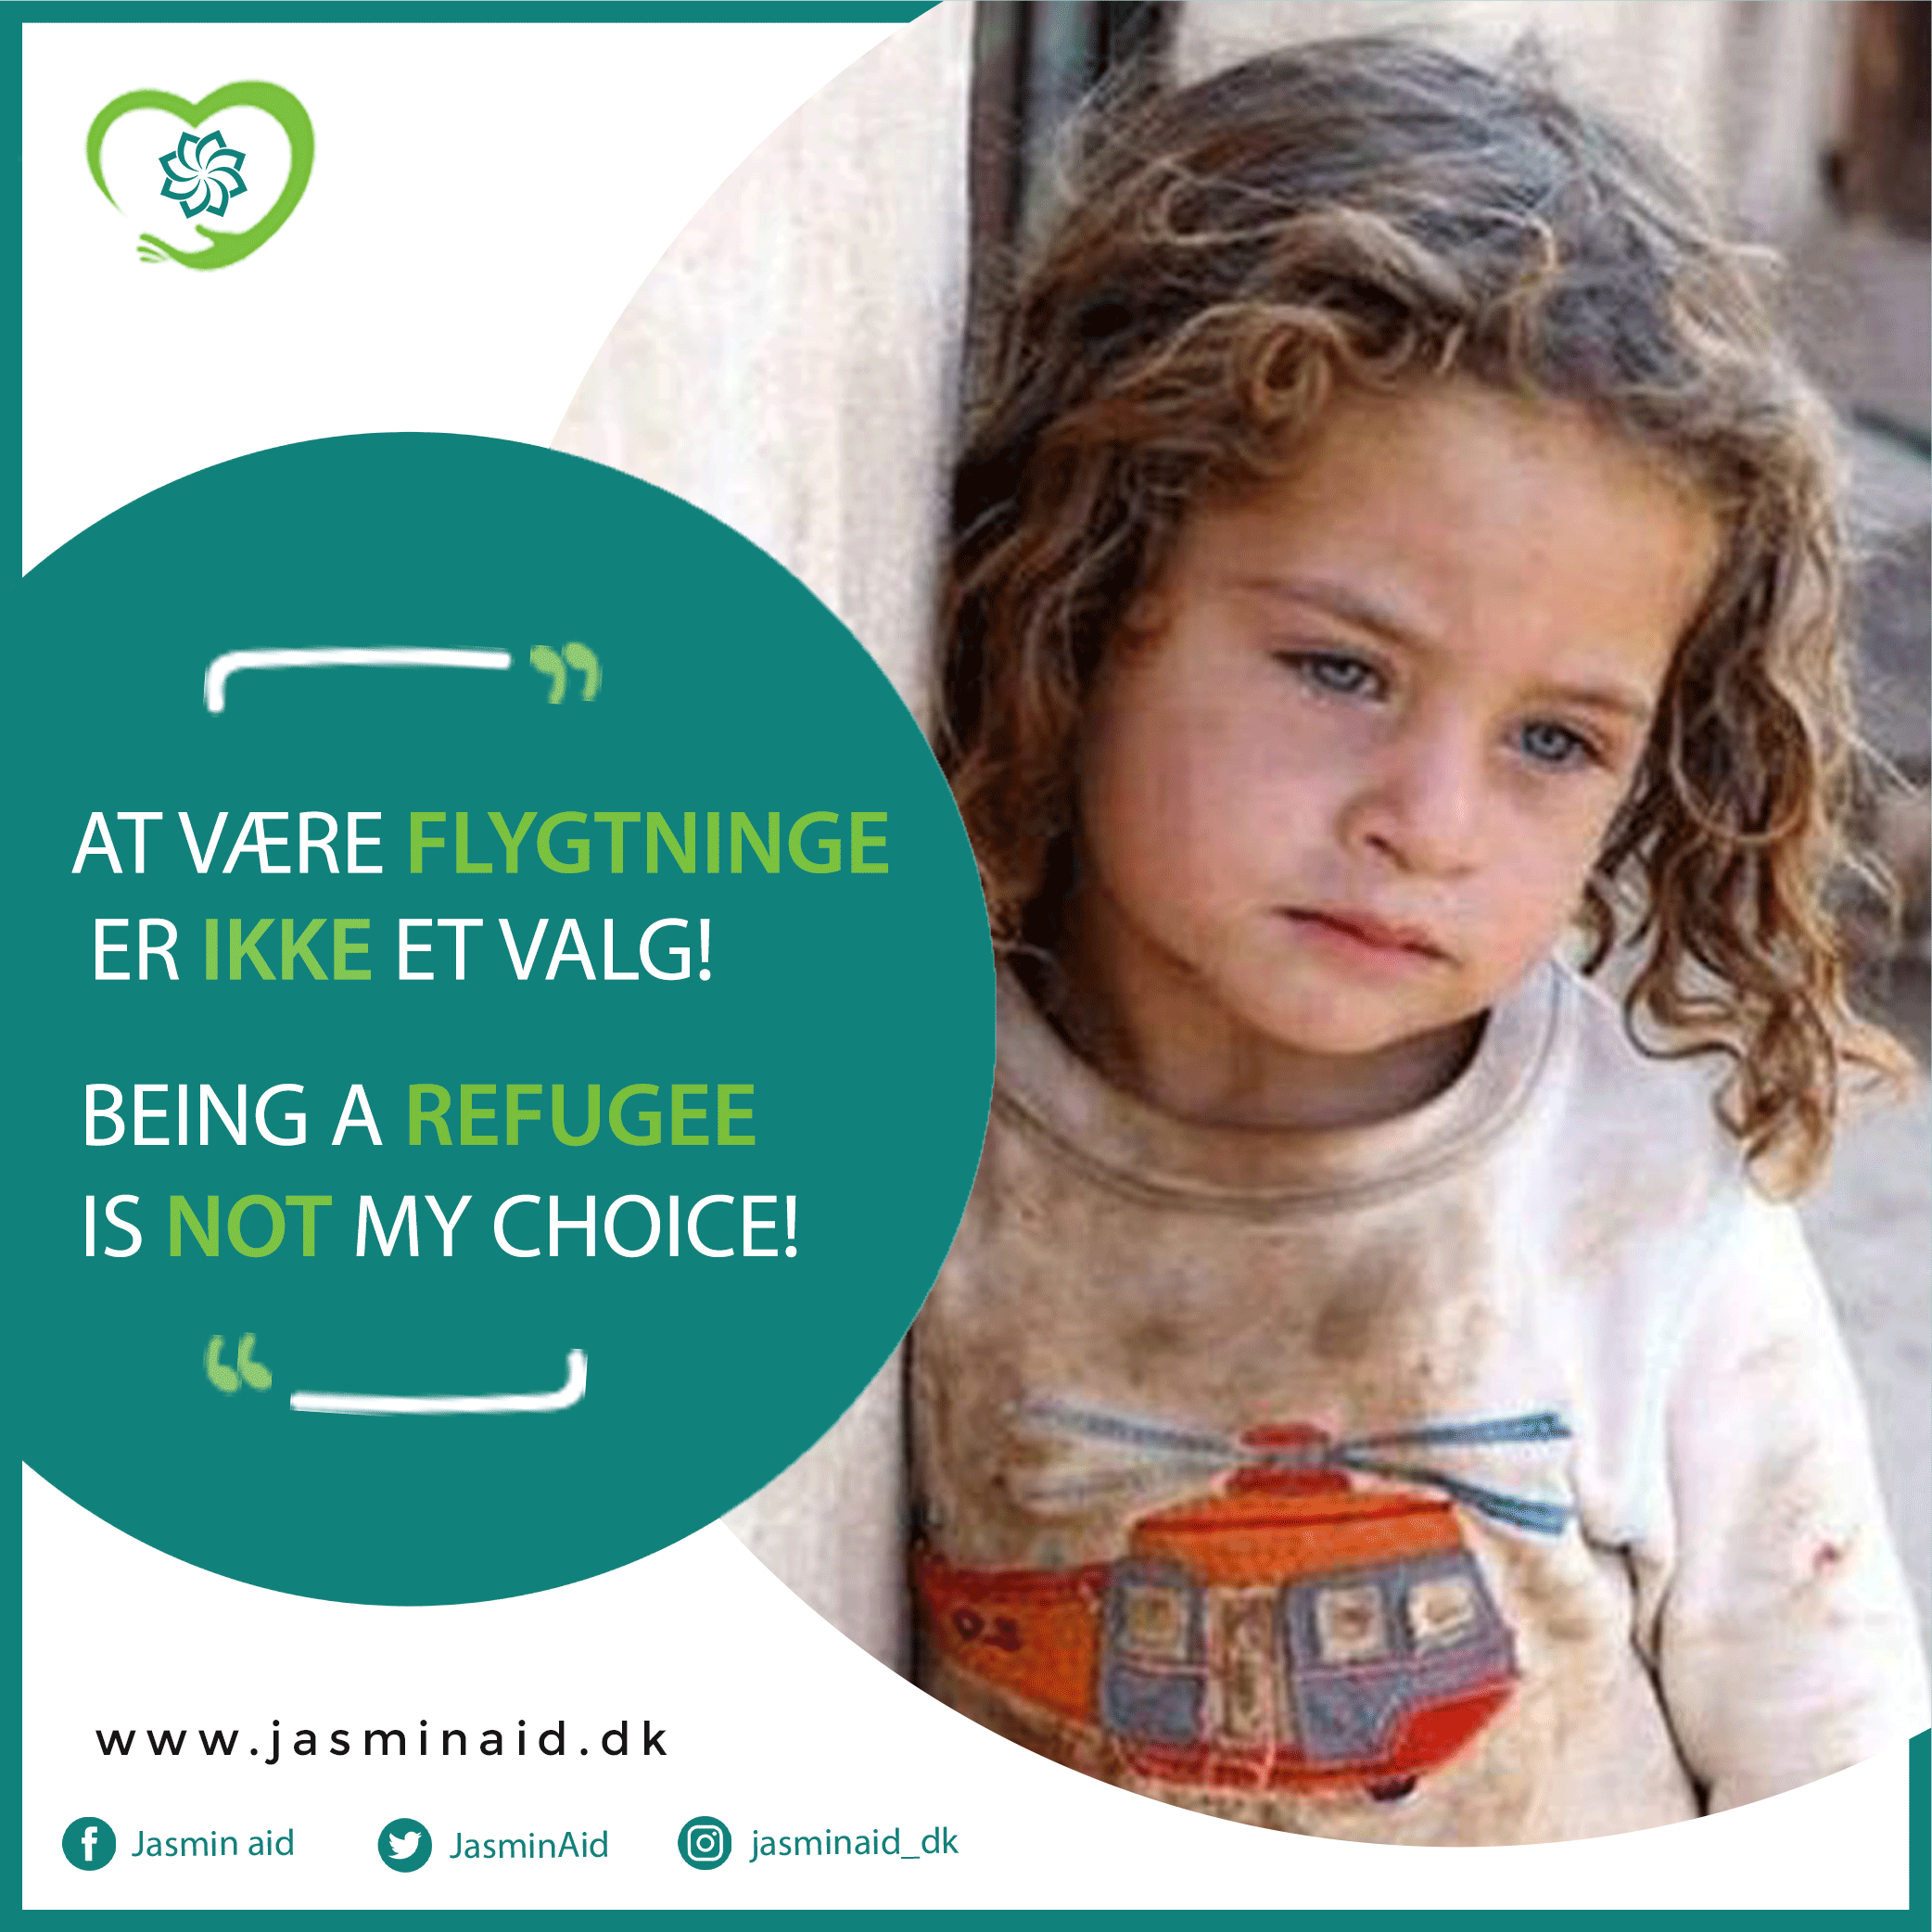 AT VÆRE FLYGTNINGE
ER IKKE ET VALG!
BEING A REFUGEE
IS NOT MY CHOICE!
03
www.jasminaid.dk
Jasmin aid
JasminAid
jasminaid_dk